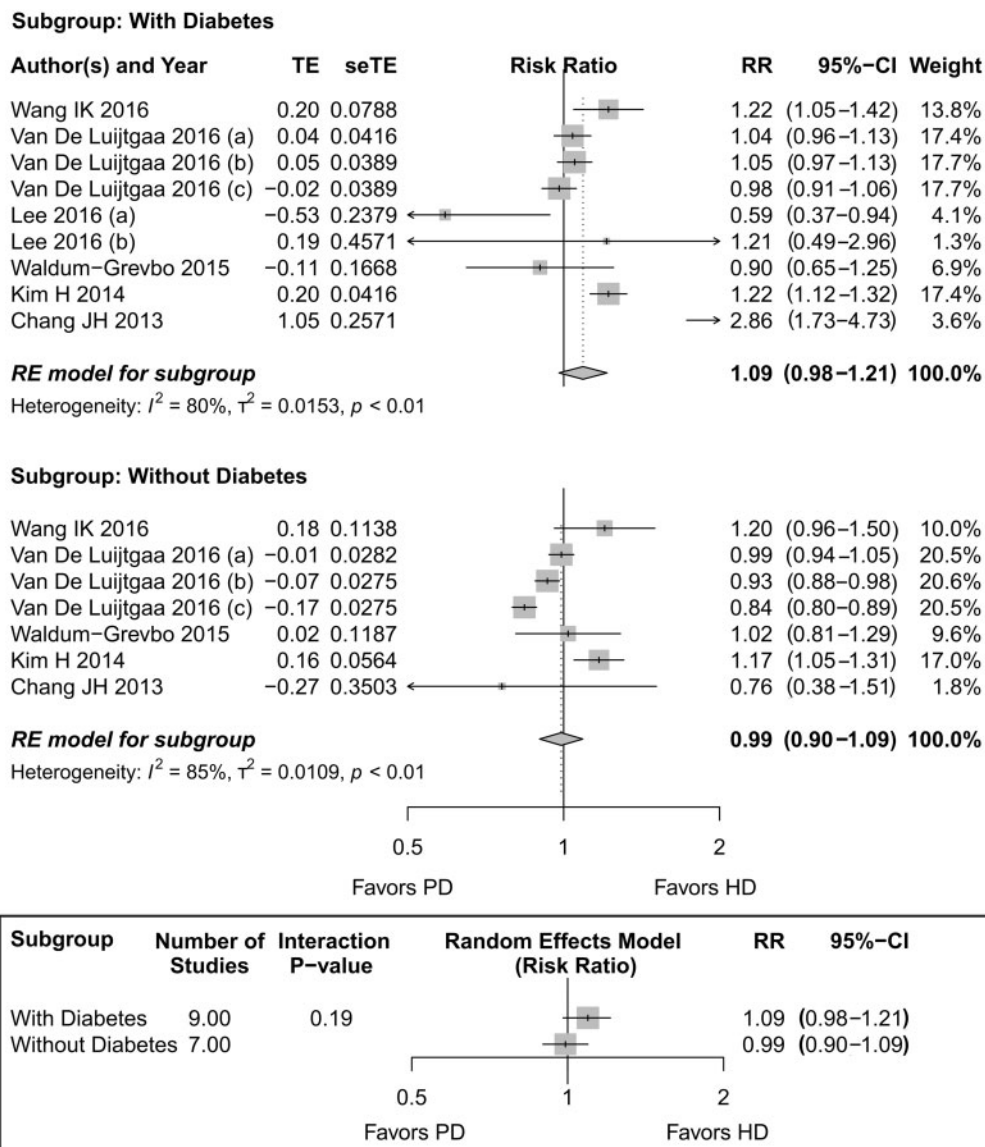 Subgroup: With Diabetes
Author(s) and Year TE seTE Risk Ratio RR 95%−CI Weight
Wang IK 2016 0.20 0.0788 1.22 (1.05−1.42) 13.8%
Van De Luijtgaa 2016 (a) 0.04 0.0416 1.04 (0.96−1.13) 17.4%
Van De Luijtgaa 2016 (b) 0.05 0.0389 1.05 (0.97−1.13) 17.7%
Van De Luijtgaa 2016 (c) −0.02 0.0389 0.98 (0.91−1.06) 17.7%
Lee 2016 (a) −0.53 0.2379 0.59 (0.37−0.94) 4.1%
Lee 2016 (b) 0.19 0.4571 1.21 (0.49−2.96) 1.3%
Waldum−Grevbo 2015 −0.11 0.1668 0.90 (0.65−1.25) 6.9%
Kim H 2014 0.20 0.0416 1.22 (1.12−1.32) 17.4%
Chang JH 2013 1.05 0.2571 2.86 (1.73−4.73) 3.6%
RE model for subgroup 1.09 (0.98−1.21) 100.0%
Heterogeneity: I² = 80%, τ² = 0.0153, p < 0.01
Subgroup: Without Diabetes
Wang IK 2016 0.18 0.1138 1.20 (0.96−1.50) 10.0%
Van De Luijtgaa 2016 (a) −0.01 0.0282 0.99 (0.94−1.05) 20.5%
Van De Luijtgaa 2016 (b) −0.07 0.0275 0.93 (0.88−0.98) 20.6%
Van De Luijtgaa 2016 (c) −0.17 0.0275 0.84 (0.80−0.89) 20.5%
Waldum−Grevbo 2015 0.02 0.1187 1.02 (0.81−1.29) 9.6%
Kim H 2014 0.16 0.0564 1.17 (1.05−1.31) 17.0%
Chang JH 2013 −0.27 0.3503 0.76 (0.38−1.51) 1.8%
RE model for subgroup 0.99 (0.90−1.09) 100.0%
Heterogeneity: I² = 85%, τ² = 0.0109, p < 0.01
0.5 1 2
Favors PD Favors HD
Subgroup Number of Interaction Random Effects Model RR 95%−CI
Studies P−value (Risk Ratio)
With Diabetes 9.00 0.19 1.09 (0.98−1.21)
Without Diabetes 7.00 0.99 (0.90−1.09)
0.5 1 2
Favors PD Favors HD